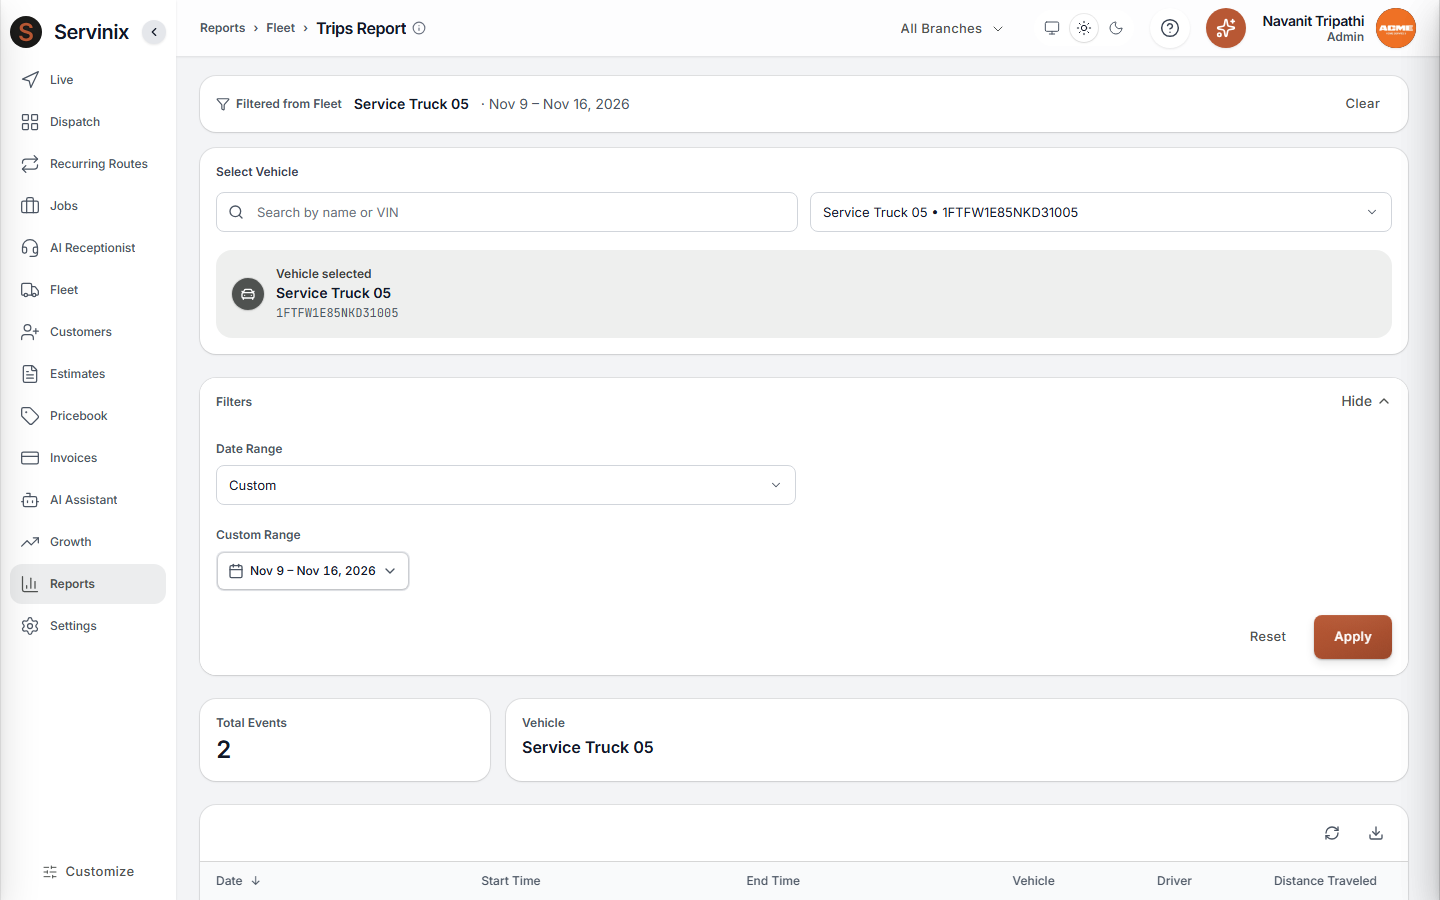 S Servinix
Live
Dispatch
Recurring Routes
Jobs
AI Receptionist
Fleet
Customers
Estimates
Pricebook
Invoices
AI Assistant
Growth
Reports
Settings
Customize
Reports › Fleet › Trips Report
All Branches
Navanit Tripathi
Admin
ACME
Filtered from Fleet Service Truck 05 · Nov 9 – Nov 16, 2026
Clear
Select Vehicle
Search by name or VIN
Service Truck 05 • 1FTFW1E85NKD31005
Vehicle selected
Service Truck 05
1FTFW1E85NKD31005
Filters
Hide
Date Range
Custom
Custom Range
Nov 9 – Nov 16, 2026
Reset
Apply
Total Events
2
Vehicle
Service Truck 05
Date Start Time End Time Vehicle Driver Distance Traveled